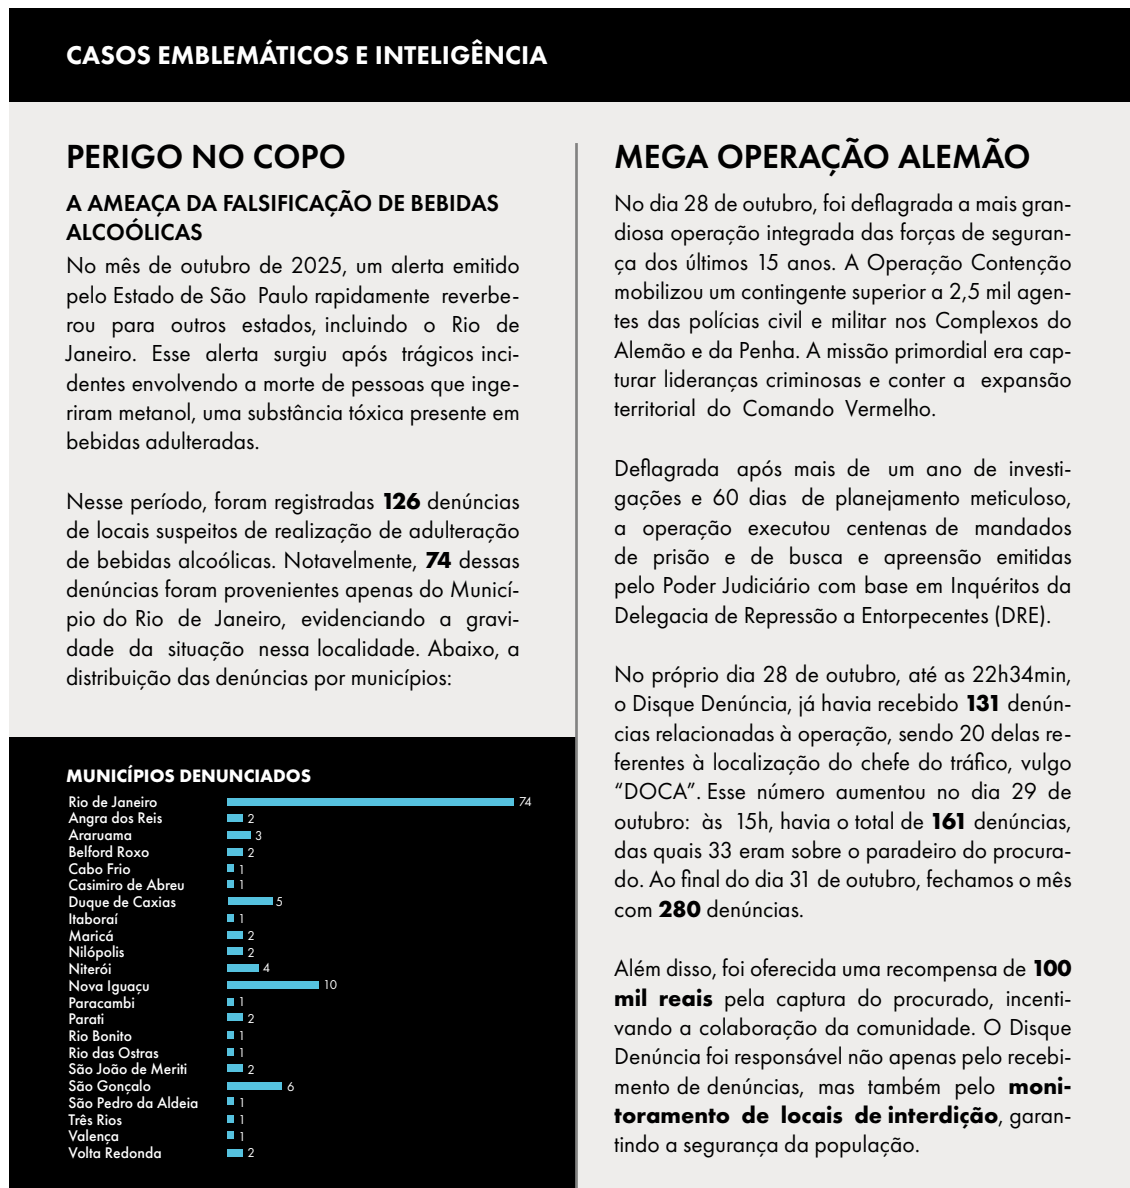 CASOS EMBLEMÁTICOS E INTELIGÊNCIA
PERIGO NO COPO
A AMEAÇA DA FALSIFICAÇÃO DE BEBIDAS
ALCOÓLICAS
No mês de outubro de 2025, um alerta emitido
pelo Estado de São Paulo rapidamente reverbe-
rou para outros estados, incluindo o Rio de
Janeiro. Esse alerta surgiu após trágicos inci-
dentes envolvendo a morte de pessoas que inge-
riram metanol, uma substância tóxica presente em
bebidas adulteradas.
Nesse período, foram registradas 126 denúncias
de locais suspeitos de realização de adulteração
de bebidas alcoólicas. Notavelmente, 74 dessas
denúncias foram provenientes apenas do Municí-
pio do Rio de Janeiro, evidenciando a gravi-
dade da situação nessa localidade. Abaixo, a
distribuição das denúncias por municípios:
MUNICÍPIOS DENUNCIADOS
Rio de Janeiro 74
Angra dos Reis 2
Araruama 3
Belford Roxo 2
Cabo Frio 1
Casimiro de Abreu 1
Duque de Caxias 5
Itaboraí 1
Maricá 2
Nilópolis 2
Niterói 4
Nova Iguaçu 10
Paracambi 1
Parati 2
Rio Bonito 1
Rio das Ostras 1
São João de Meriti 2
São Gonçalo 6
São Pedro da Aldeia 1
Três Rios 1
Valença 1
Volta Redonda 2
MEGA OPERAÇÃO ALEMÃO
No dia 28 de outubro, foi deflagrada a mais gran-
diosa operação integrada das forças de seguran-
ça dos últimos 15 anos. A Operação Contenção
mobilizou um contingente superior a 2,5 mil agen-
tes das polícias civil e militar nos Complexos do
Alemão e da Penha. A missão primordial era cap-
turar lideranças criminosas e conter a expansão
territorial do Comando Vermelho.
Deflagrada após mais de um ano de investi-
gações e 60 dias de planejamento meticuloso,
a operação executou centenas de mandados
de prisão e de busca e apreensão emitidas
pelo Poder Judiciário com base em Inquéritos da
Delegacia de Repressão a Entorpecentes (DRE).
No próprio dia 28 de outubro, até as 22h34min,
o Disque Denúncia, já havia recebido 131 denún-
cias relacionadas à operação, sendo 20 delas re-
ferentes à localização do chefe do tráfico, vulgo
“DOCA”. Esse número aumentou no dia 29 de
outubro: às 15h, havia o total de 161 denúncias,
das quais 33 eram sobre o paradeiro do procura-
do. Ao final do dia 31 de outubro, fechamos o mês
com 280 denúncias.
Além disso, foi oferecida uma recompensa de 100
mil reais pela captura do procurado, incenti-
vando a colaboração da comunidade. O Disque
Denúncia foi responsável não apenas pelo recebi-
mento de denúncias, mas também pelo moni-
toramento de locais de interdição, garan-
tindo a segurança da população.